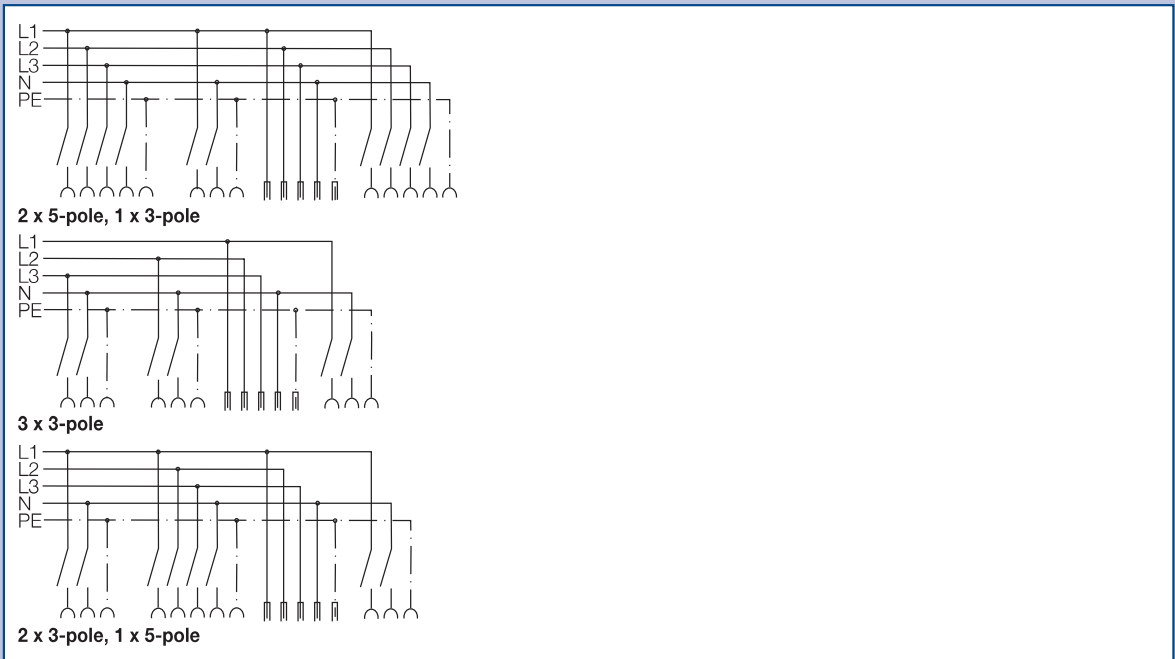 L1
L2
L3
N
PE
2 x 5-pole, 1 x 3-pole
L1
L2
L3
N
PE
3 x 3-pole
L1
L2
L3
N
PE
2 x 3-pole, 1 x 5-pole